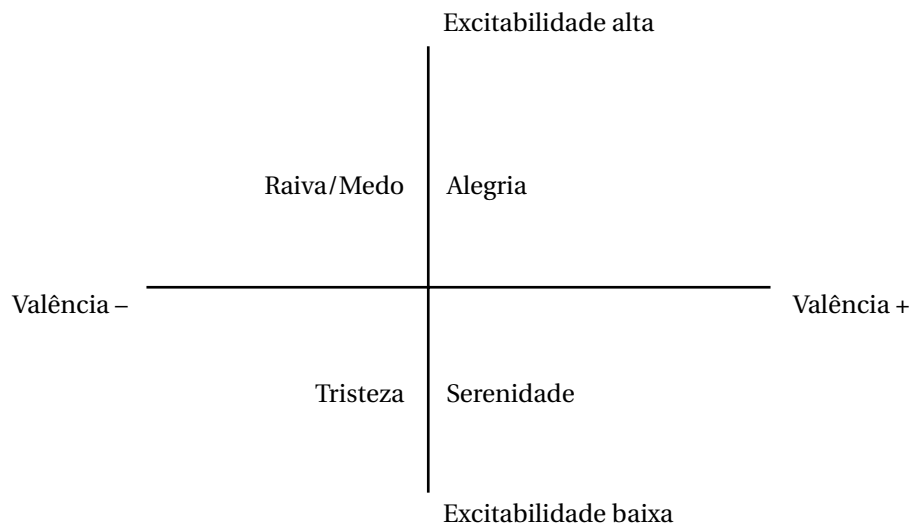 Excitabilidade alta
Raiva/Medo
Alegria
Valência –
Valência +
Tristeza
Serenidade
Excitabilidade baixa